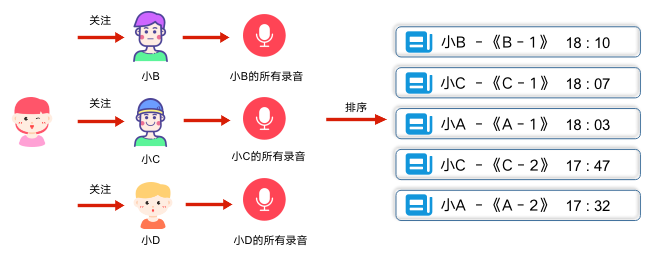 关注
小B
小B的所有录音
关注
小C
小C的所有录音
关注
小D
小D的所有录音
排序
小B －《B－1》 18：10
小C －《C－1》 18：07
小A －《A－1》 18：03
小C －《C－2》 17：47
小A －《A－2》 17：32